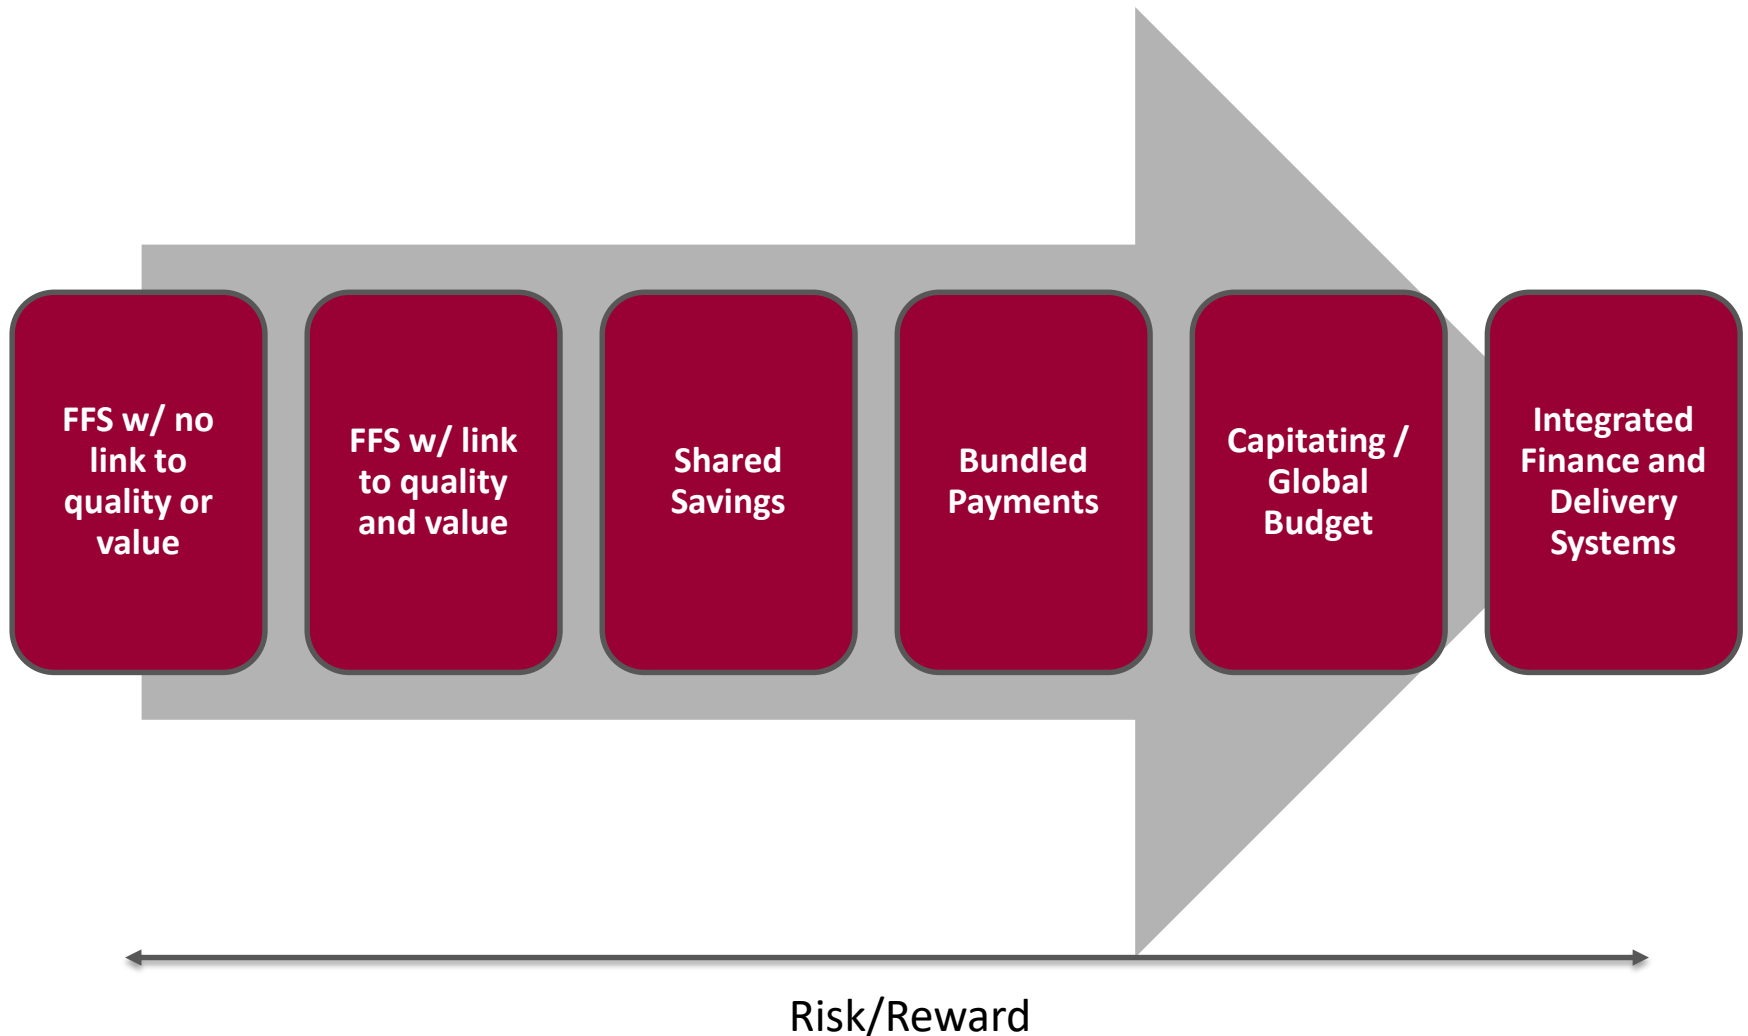 FFS w/ no
link to
quality or
value
FFS w/ link
to quality
and value
Shared
Savings
Bundled
Payments
Capitating /
Global
Budget
Integrated
Finance and
Delivery
Systems
Risk/Reward